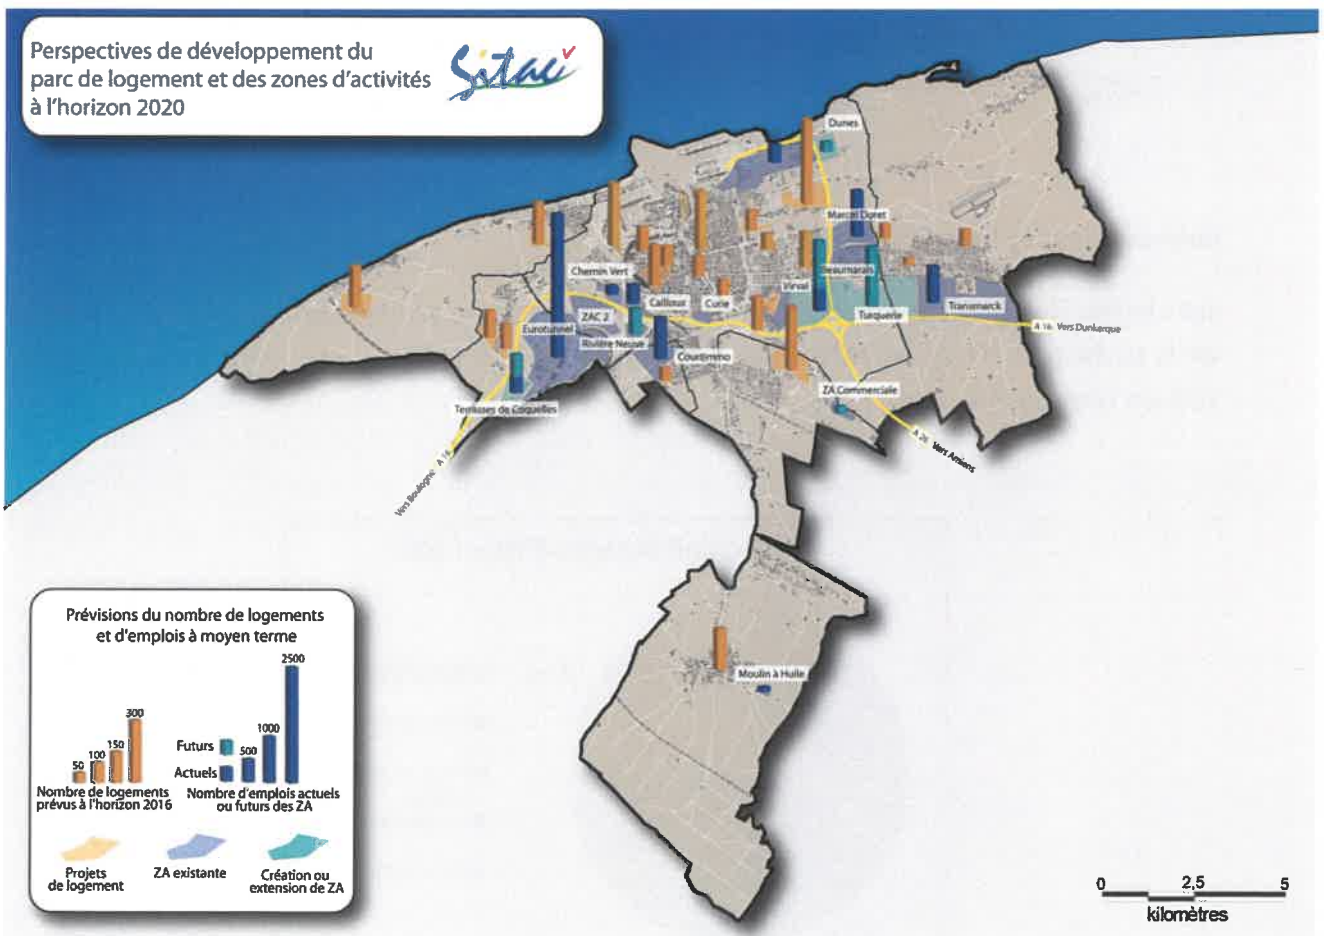 Perspectives de développement du
parc de logement et des zones d'activités
à l'horizon 2020
Sitac
Dunes
Marcel Doret
Chemin Vert
Beaumarais
Virval
Cailloux
Curie
Transmarck
Turquerie
ZAC 2
Eurotunnel
Rivière Neuve
A 16 Vers Dunkerque
Courtimmo
ZA Commerciale
Terrasses de Coquelles
A 26 Vers Amiens
Vers Boulogne A 16
Moulin à Huile
Prévisions du nombre de logements
et d'emplois à moyen terme
2500
300
1000
150
Futurs
500
100
50
Actuels
Nombre de logements
prévus à l'horizon 2016
Nombre d'emplois actuels
ou futurs des ZA
Projets
de logement
ZA existante
Création ou
extension de ZA
0 2,5 5
kilomètres